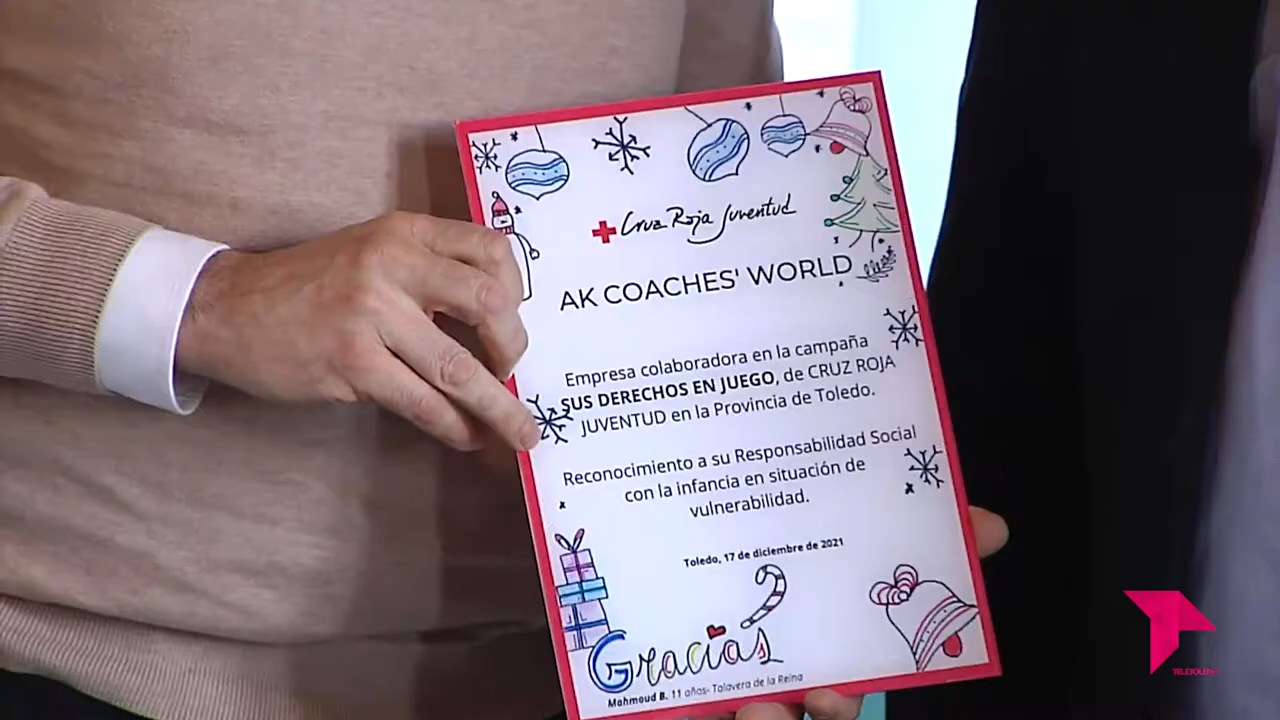 Cruz Roja Juventud
AK COACHES' WORLD
Empresa colaboradora en la campaña
SUS DERECHOS EN JUEGO, de CRUZ ROJA
JUVENTUD en la Provincia de Toledo.
Reconocimiento a su Responsabilidad Social
con la infancia en situación de
vulnerabilidad.
Toledo, 17 de diciembre de 2021
Gracias
Mahmoud B. 11 años- Talavera de la Reina